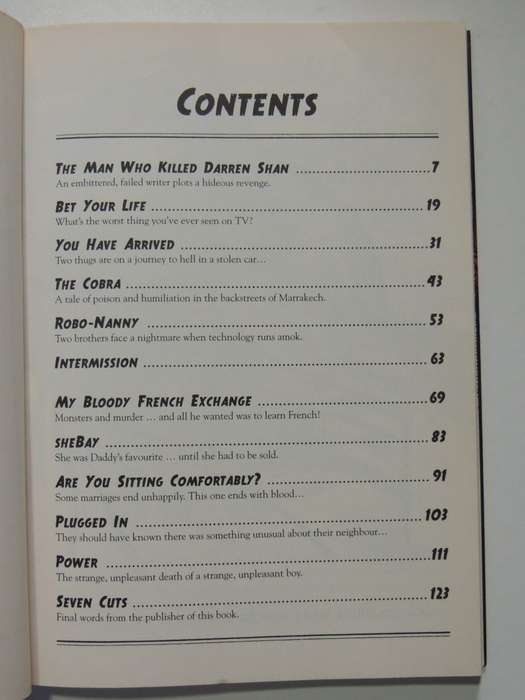 CONTENTS
THE MAN WHO KILLED DARREN SHAN ........................ 7
An embittered, failed writer plots a hideous revenge.
BET YOUR LIFE ................................................ 19
What's the worst thing you've ever seen on TV?
YOU HAVE ARRIVED ........................................... 31
Two thugs are on a journey to hell in a stolen car…
THE COBRA .................................................... 43
A tale of poison and humiliation in the backstreets of Marrakech.
ROBO-NANNY ................................................. 53
Two brothers face a nightmare when technology runs amok.
INTERMISSION ................................................ 63
MY BLOODY FRENCH EXCHANGE ............................. 69
Monsters and murder … and all he wanted was to learn French!
SHEBAY ........................................................ 83
She was Daddy's favourite … until she had to be sold.
ARE YOU SITTING COMFORTABLY? ............................ 91
Some marriages end unhappily. This one ends with blood…
PLUGGED IN .................................................. 103
They should have known there was something unusual about their neighbour…
POWER ........................................................ 111
The strange, unpleasant death of a strange, unpleasant boy.
SEVEN CUTS ................................................... 123
Final words from the publisher of this book.